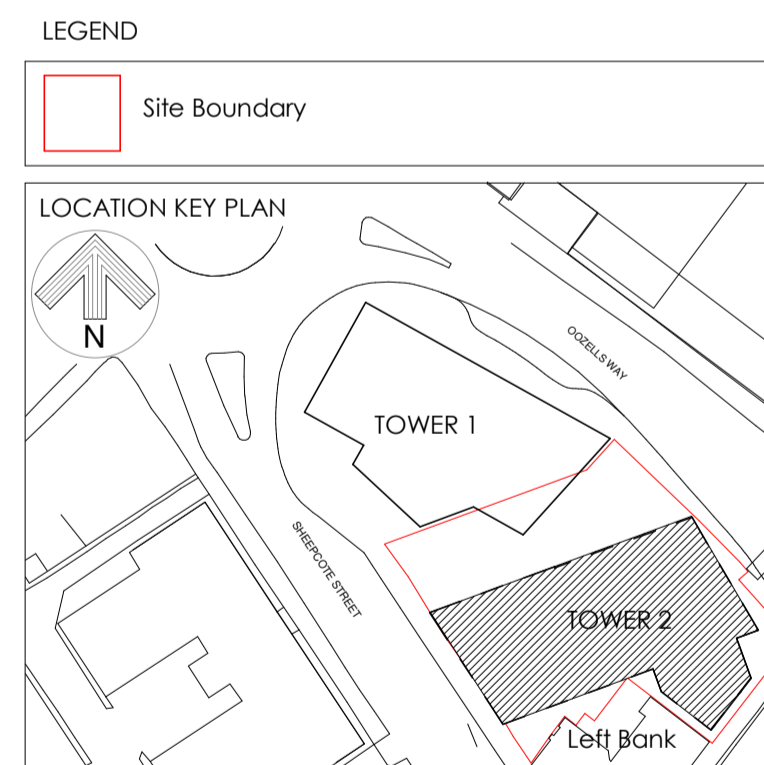 LEGEND
Site Boundary
LOCATION KEY PLAN
N
OOZELLS WAY
TOWER 1
SHEEPCOTE STREET
TOWER 2
Left Bank